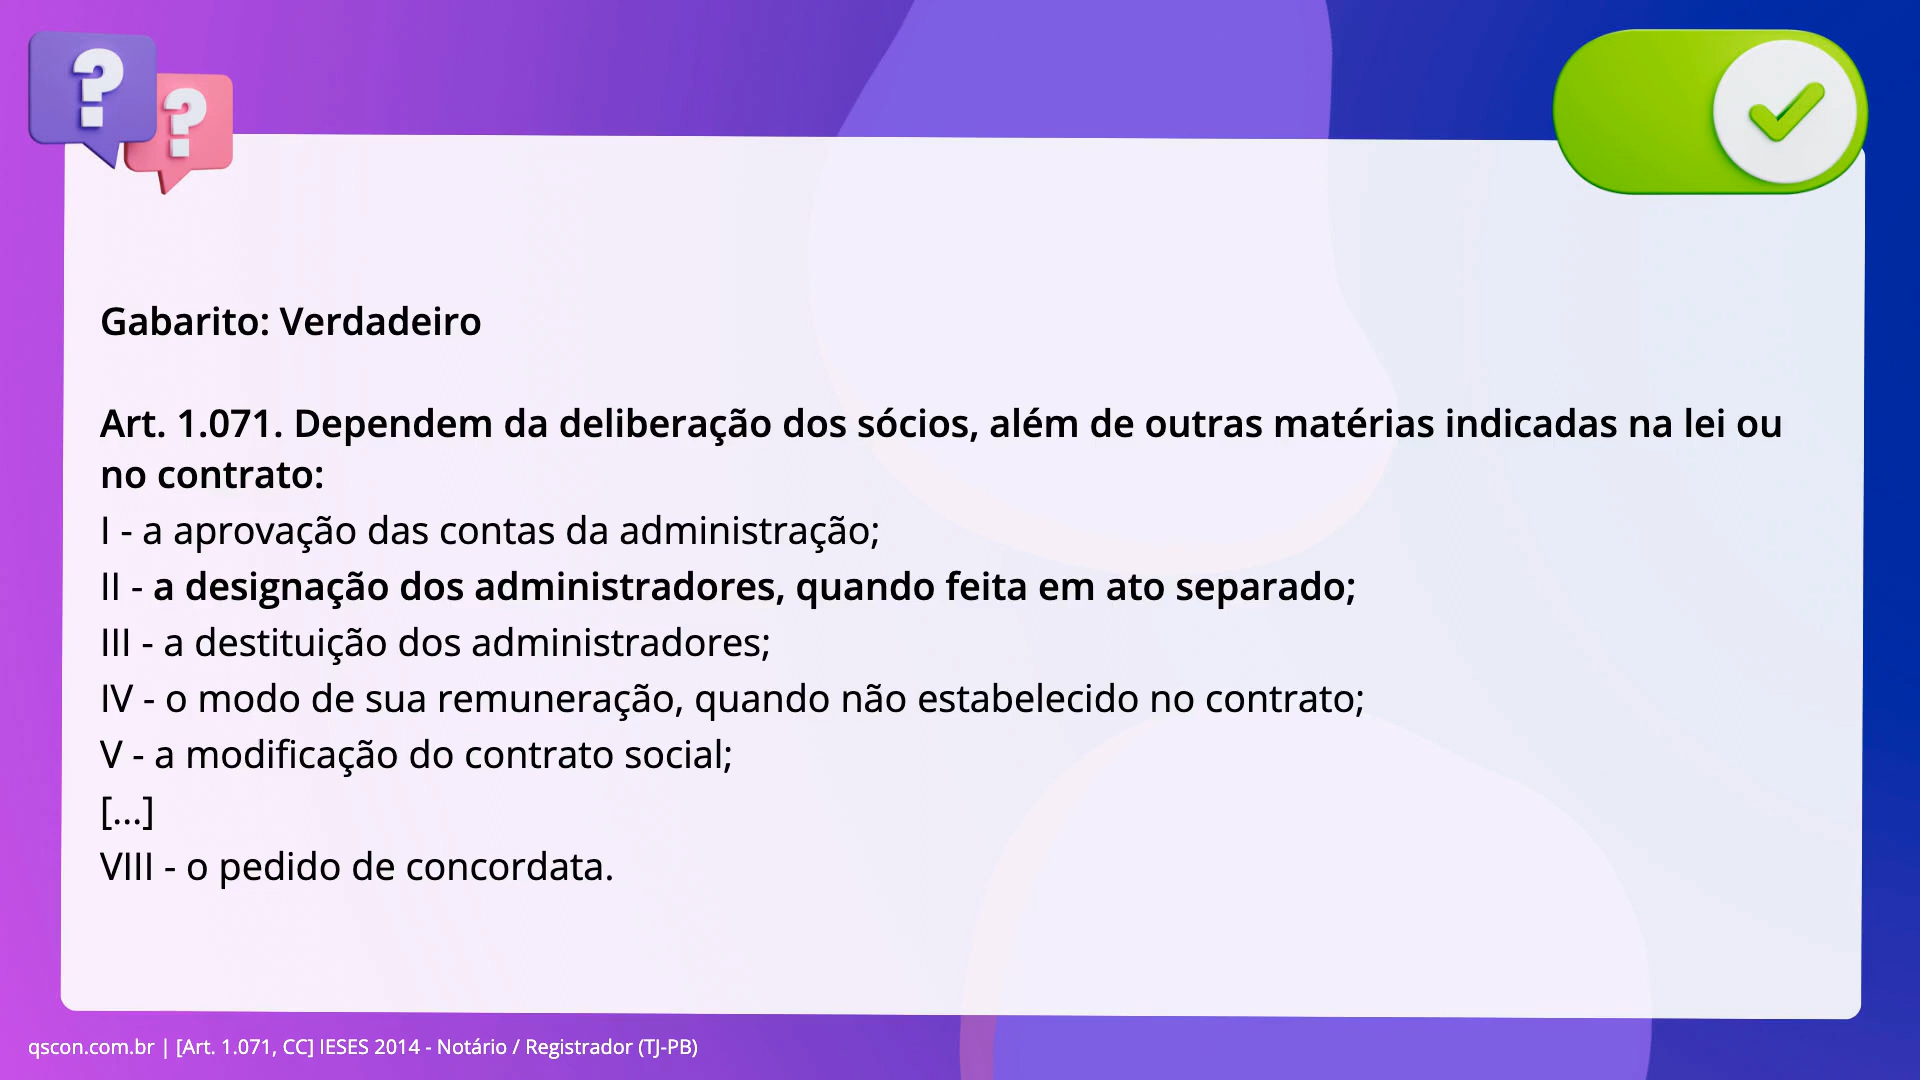 ? ?
Gabarito: Verdadeiro
Art. 1.071. Dependem da deliberação dos sócios, além de outras matérias indicadas na lei ou
no contrato:
I - a aprovação das contas da administração;
II - a designação dos administradores, quando feita em ato separado;
III - a destituição dos administradores;
IV - o modo de sua remuneração, quando não estabelecido no contrato;
V - a modificação do contrato social;
[...]
VIII - o pedido de concordata.
qscon.com.br | [Art. 1.071, CC] IESES 2014 - Notário / Registrador (TJ-PB)